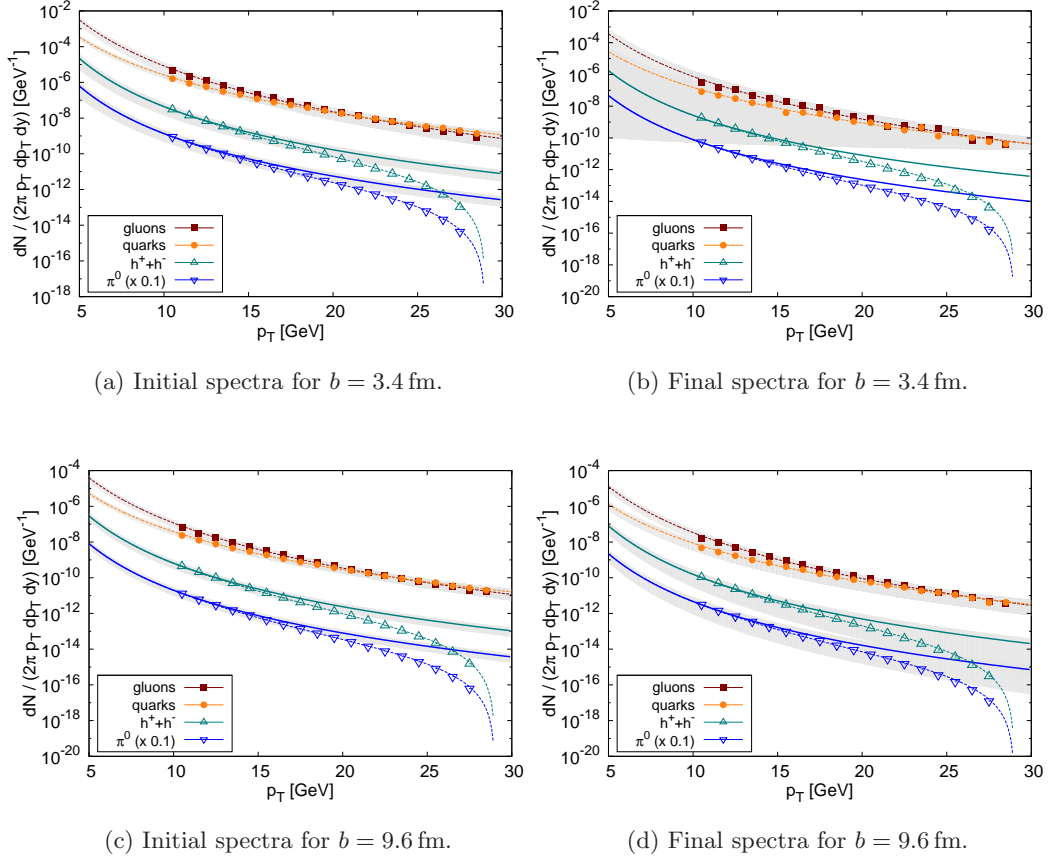 dN / (2π p_T dp_T dy) [GeV⁻¹]
10⁻²
10⁻⁴
10⁻⁶
10⁻⁸
10⁻¹⁰
10⁻¹²
10⁻¹⁴
10⁻¹⁶
10⁻¹⁸
gluons
quarks
h⁺+h⁻
π⁰ (x 0.1)
5 10 15 20 25 30
p_T [GeV]
(a) Initial spectra for b = 3.4 fm.
dN / (2π p_T dp_T dy) [GeV⁻¹]
10⁻²
10⁻⁴
10⁻⁶
10⁻⁸
10⁻¹⁰
10⁻¹²
10⁻¹⁴
10⁻¹⁶
10⁻¹⁸
10⁻²⁰
gluons
quarks
h⁺+h⁻
π⁰ (x 0.1)
5 10 15 20 25 30
p_T [GeV]
(b) Final spectra for b = 3.4 fm.
dN / (2π p_T dp_T dy) [GeV⁻¹]
10⁻⁴
10⁻⁶
10⁻⁸
10⁻¹⁰
10⁻¹²
10⁻¹⁴
10⁻¹⁶
10⁻¹⁸
10⁻²⁰
gluons
quarks
h⁺+h⁻
π⁰ (x 0.1)
5 10 15 20 25 30
p_T [GeV]
(c) Initial spectra for b = 9.6 fm.
dN / (2π p_T dp_T dy) [GeV⁻¹]
10⁻⁴
10⁻⁶
10⁻⁸
10⁻¹⁰
10⁻¹²
10⁻¹⁴
10⁻¹⁶
10⁻¹⁸
10⁻²⁰
gluons
quarks
h⁺+h⁻
π⁰ (x 0.1)
5 10 15 20 25 30
p_T [GeV]
(d) Final spectra for b = 9.6 fm.